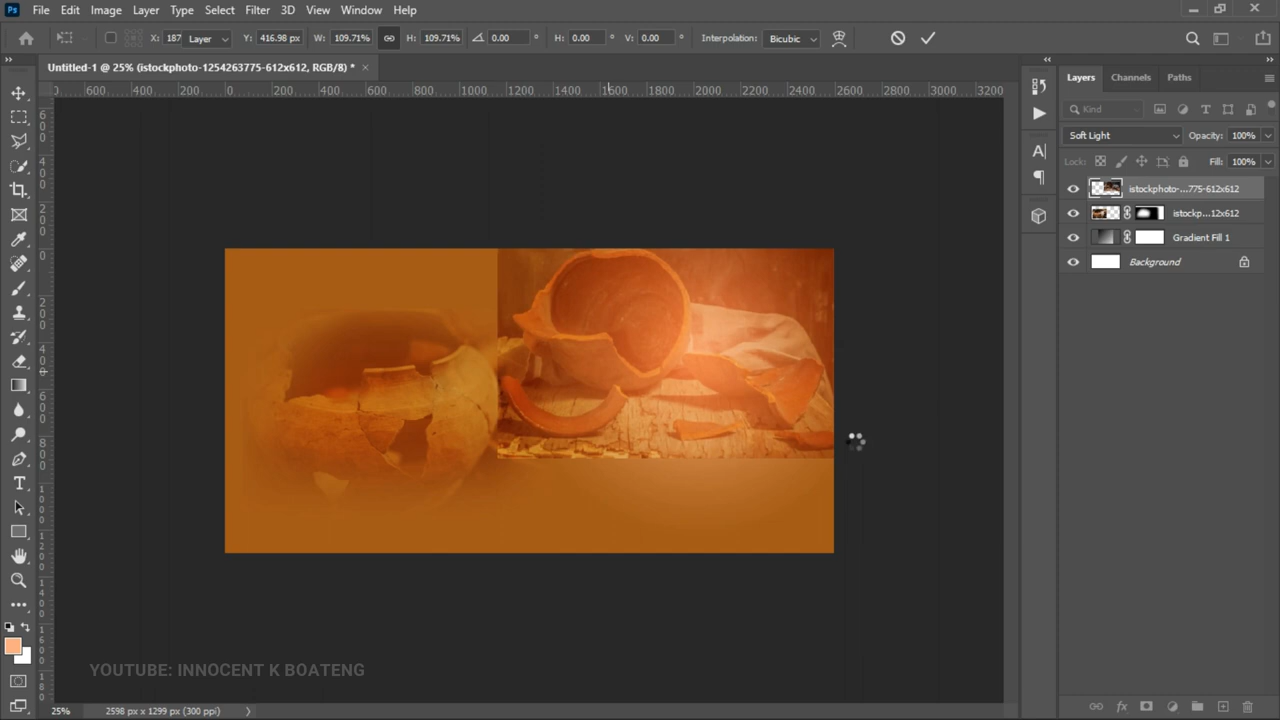 Ps File Edit Image Layer Type Select Filter 3D View Window Help
X: 187 Layer Y: 416.98 px W: 109.71% H: 109.71% 0.00 ° H: 0.00 ° V: 0.00 ° Interpolation: Bicubic
Untitled-1 @ 25% (istockphoto-1254263775-612x612, RGB/8) * ×
Layers Channels Paths
600 400 200 0 200 400 600 800 1000 1200 1400 1600 1800 2000 2200 2400 2600 2800 3000 3200
Kind
Soft Light Opacity: 100%
Lock: Fill: 100%
istockphoto-...775-612x612
istockp...12x612
Gradient Fill 1
Background
YOUTUBE: INNOCENT K BOATENG
25% 2598 px x 1299 px (300 ppi)